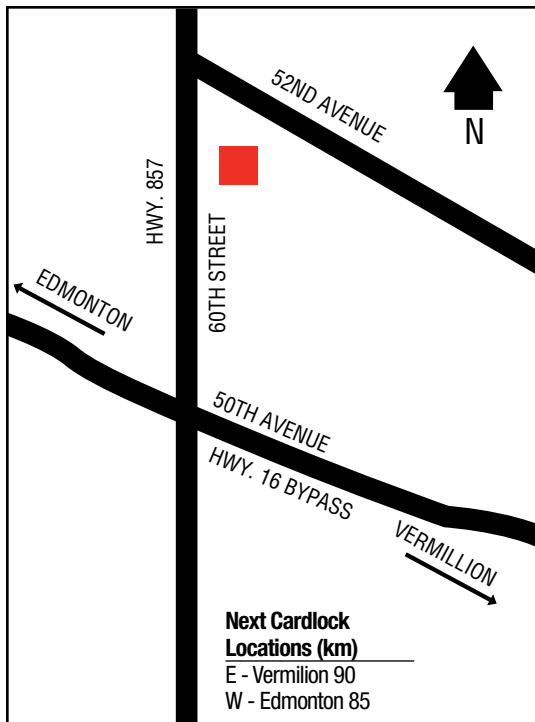 52ND AVENUE
N
HWY. 857
60TH STREET
EDMONTON
50TH AVENUE
HWY. 16 BYPASS
VERMILLION
Next Cardlock
Locations (km)
E - Vermilion 90
W - Edmonton 85